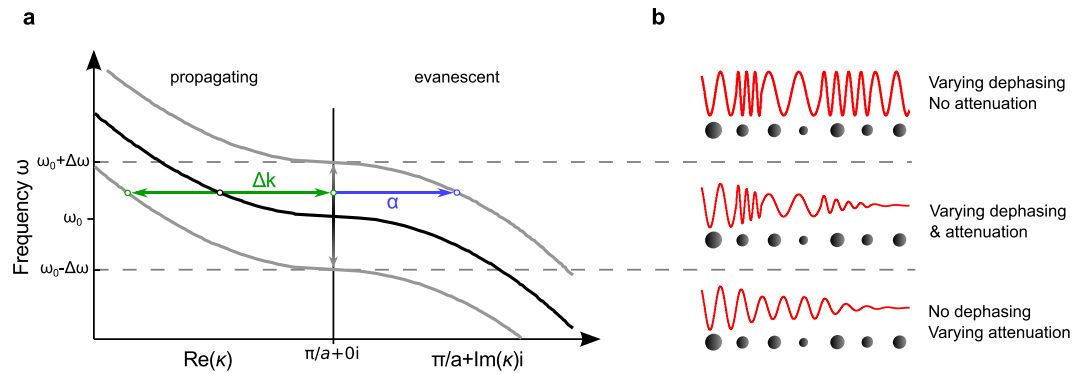 a
b
propagating
evanescent
Frequency ω
ω₀+Δω
ω₀
ω₀-Δω
Δk
α
Re(κ)
π/a+0i
π/a+Im(κ)i
Varying dephasing
No attenuation
Varying dephasing
& attenuation
No dephasing
Varying attenuation